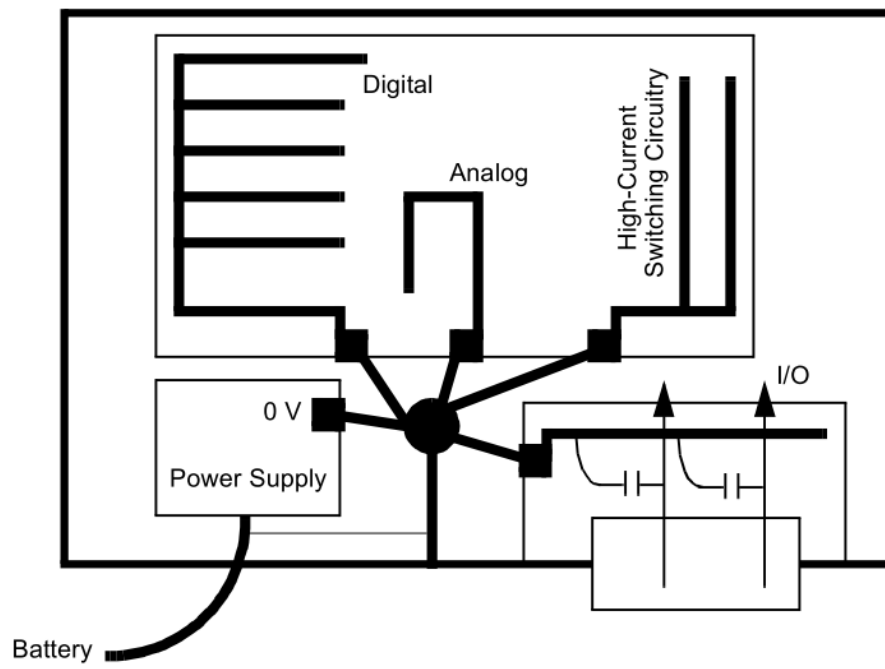 Digital
Analog
High-Current
Switching Circuitry
I/O
0 V
Power Supply
Battery